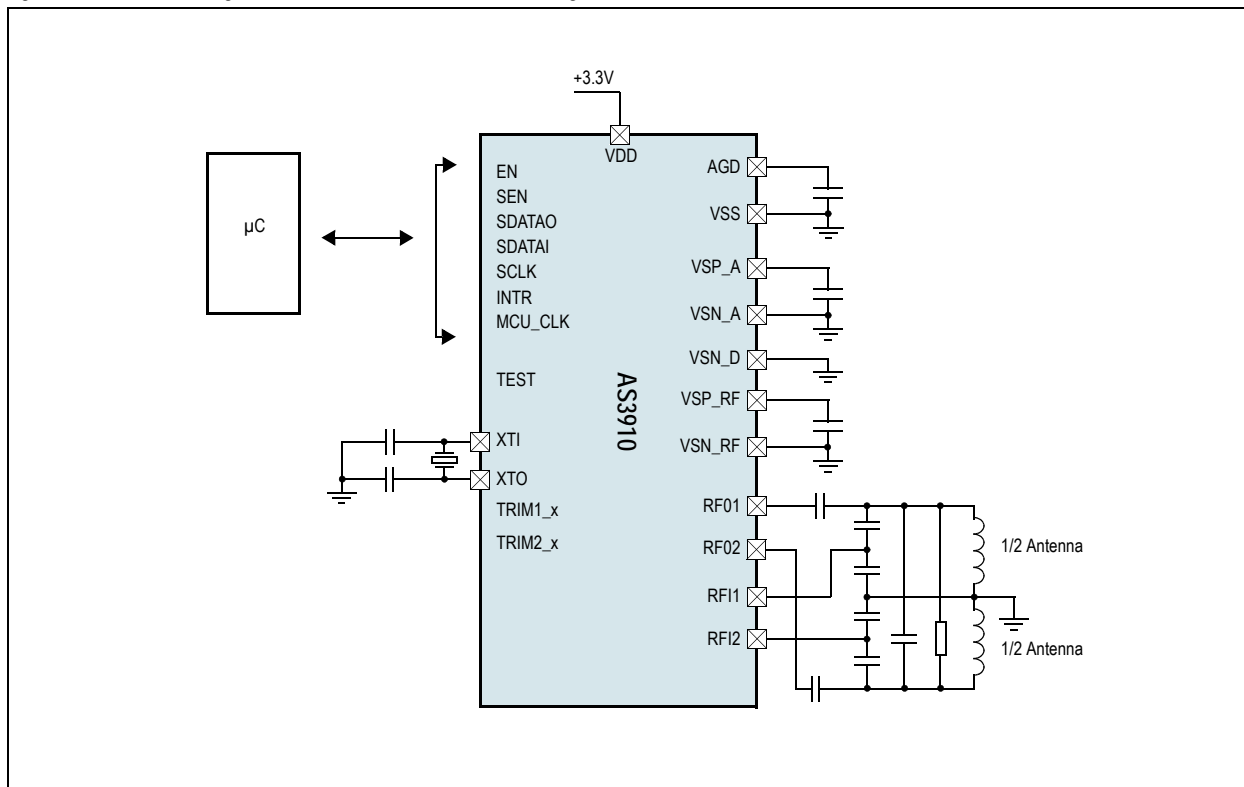 +3.3V
VDD
µC
EN
SEN
SDATAO
SDATAI
SCLK
INTR
MCU_CLK
TEST
XTI
XTO
TRIM1_x
TRIM2_x
AS3910
AGD
VSS
VSP_A
VSN_A
VSN_D
VSP_RF
VSN_RF
RF01
RF02
RFI1
RFI2
1/2 Antenna
1/2 Antenna